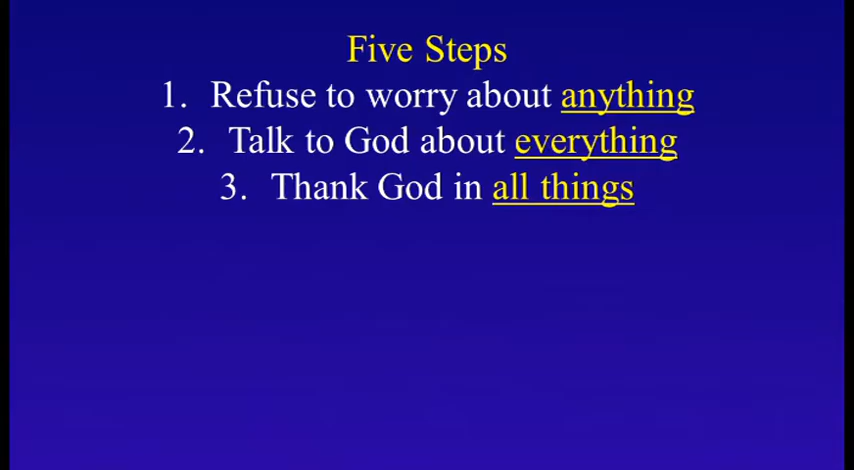 Five Steps
1. Refuse to worry about anything
2. Talk to God about everything
3. Thank God in all things